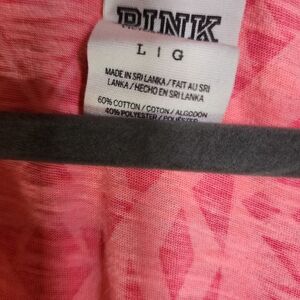 PINK
L | G
MADE IN SRI LANKA / FAIT AU SRI
LANKA / HECHO EN SRI LANKA
60% COTTON / COTON / ALGODON
40% POLYESTER / POLIÉSTER